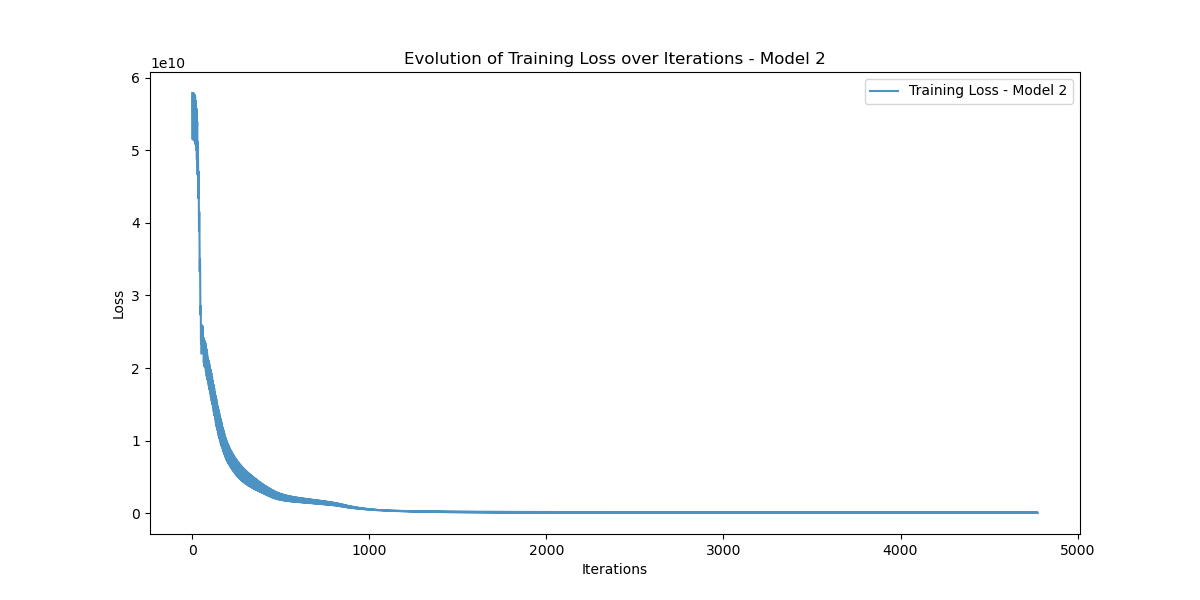 Evolution of Training Loss over Iterations - Model 2
1e10
Training Loss - Model 2
6
5
4
3
2
1
0
Loss
0 1000 2000 3000 4000 5000
Iterations